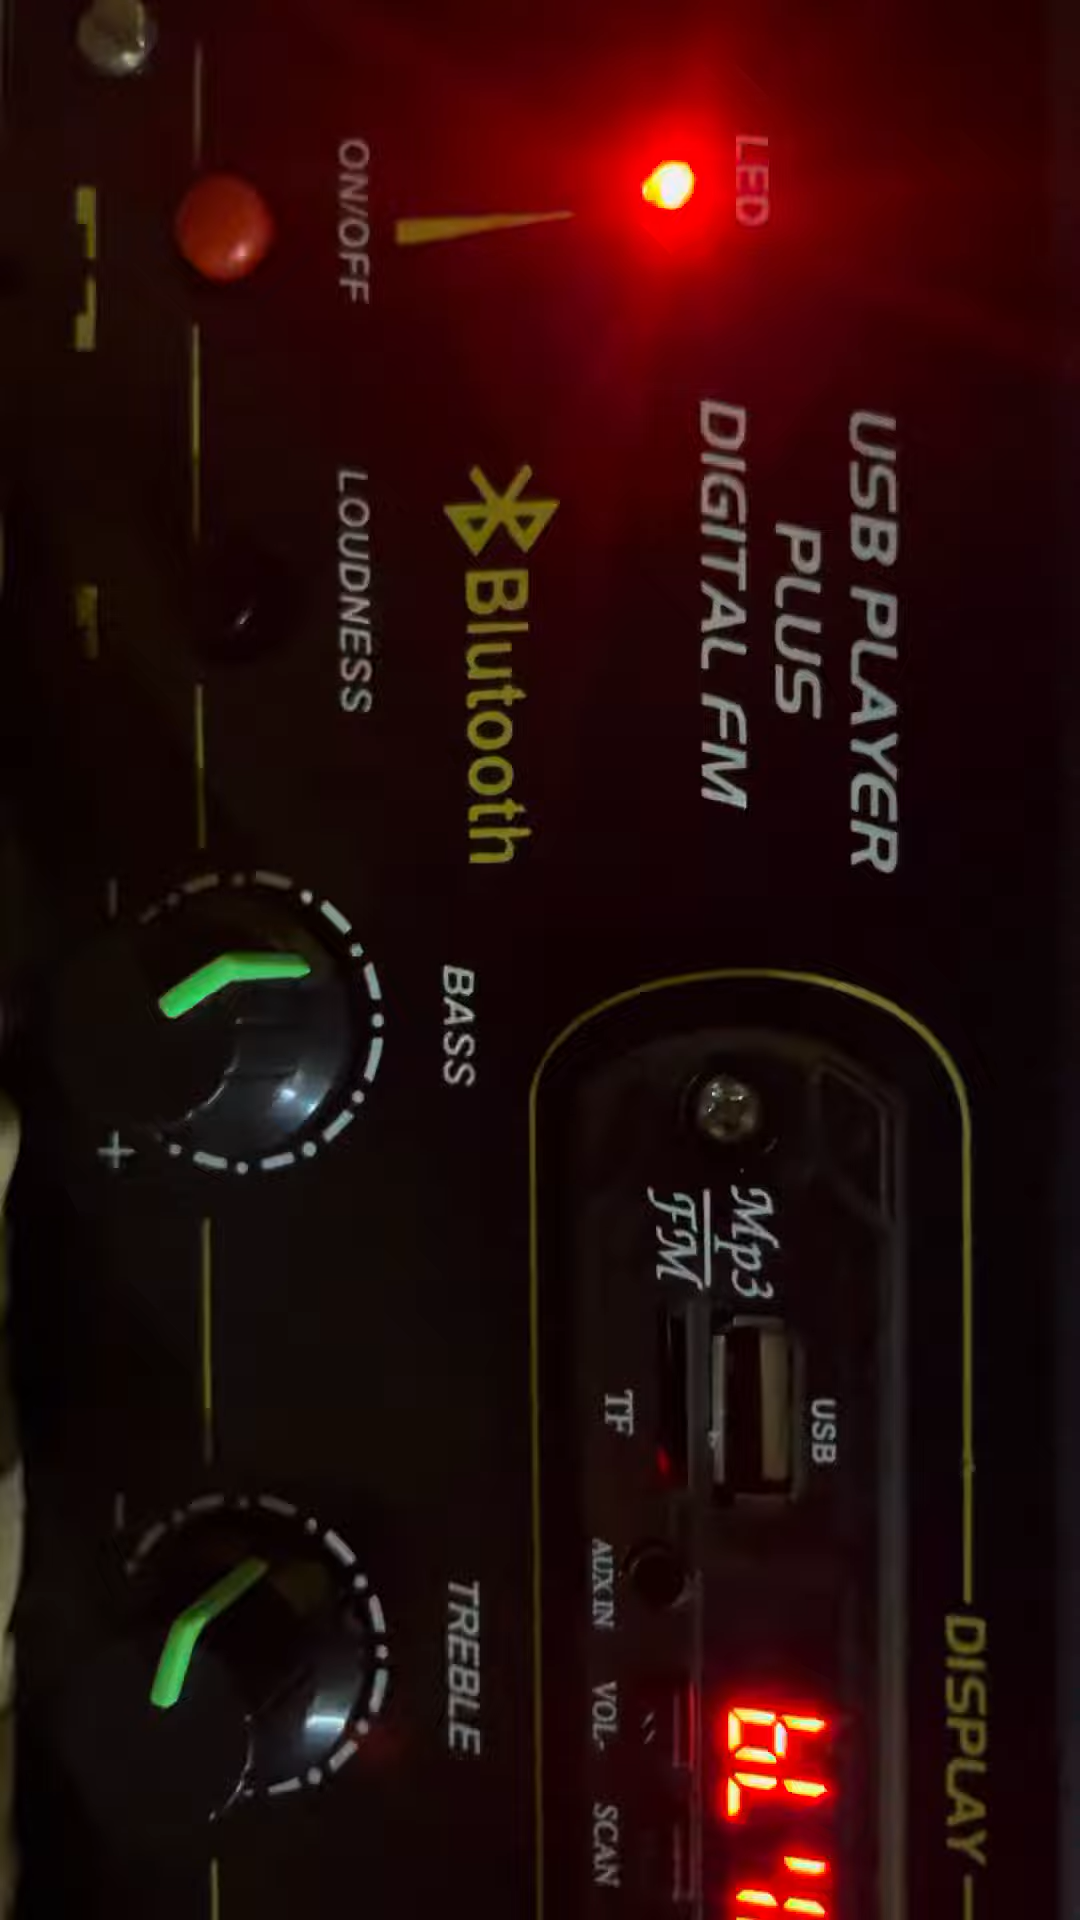 LED
USB PLAYER
PLUS
DIGITAL FM
Blutooth
ON/OFF
LOUDNESS
BASS
- +
TREBLE
-
DISPLAY
USB
Mp3
FM
TF
AUX IN
VOL-
SCAN
bL